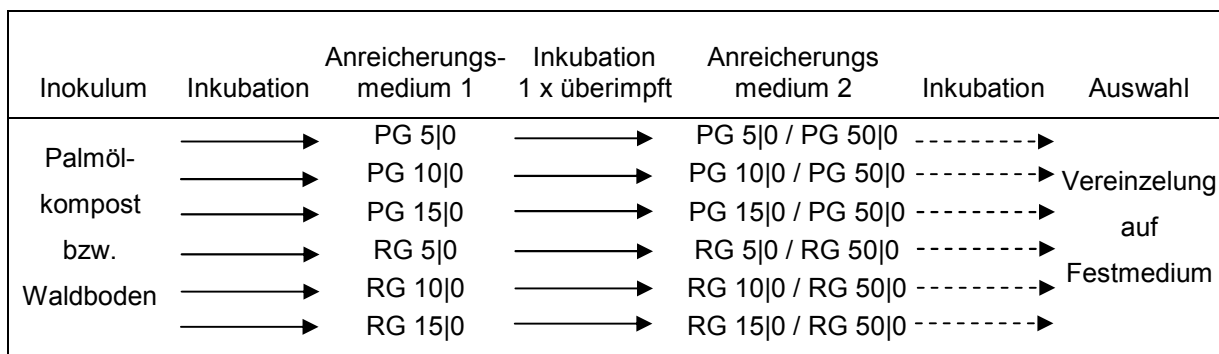 Anreicherungs- Inkubation Anreicherungs
Inokulum Inkubation medium 1 1 x überimpft medium 2 Inkubation Auswahl
PG 5|0 PG 5|0 / PG 50|0
Palmöl-
PG 10|0 PG 10|0 / PG 50|0 Vereinzelung
kompost PG 15|0 PG 15|0 / PG 50|0
auf
bzw. RG 5|0 RG 5|0 / RG 50|0
Festmedium
Waldboden RG 10|0 RG 10|0 / RG 50|0
RG 15|0 RG 15|0 / RG 50|0